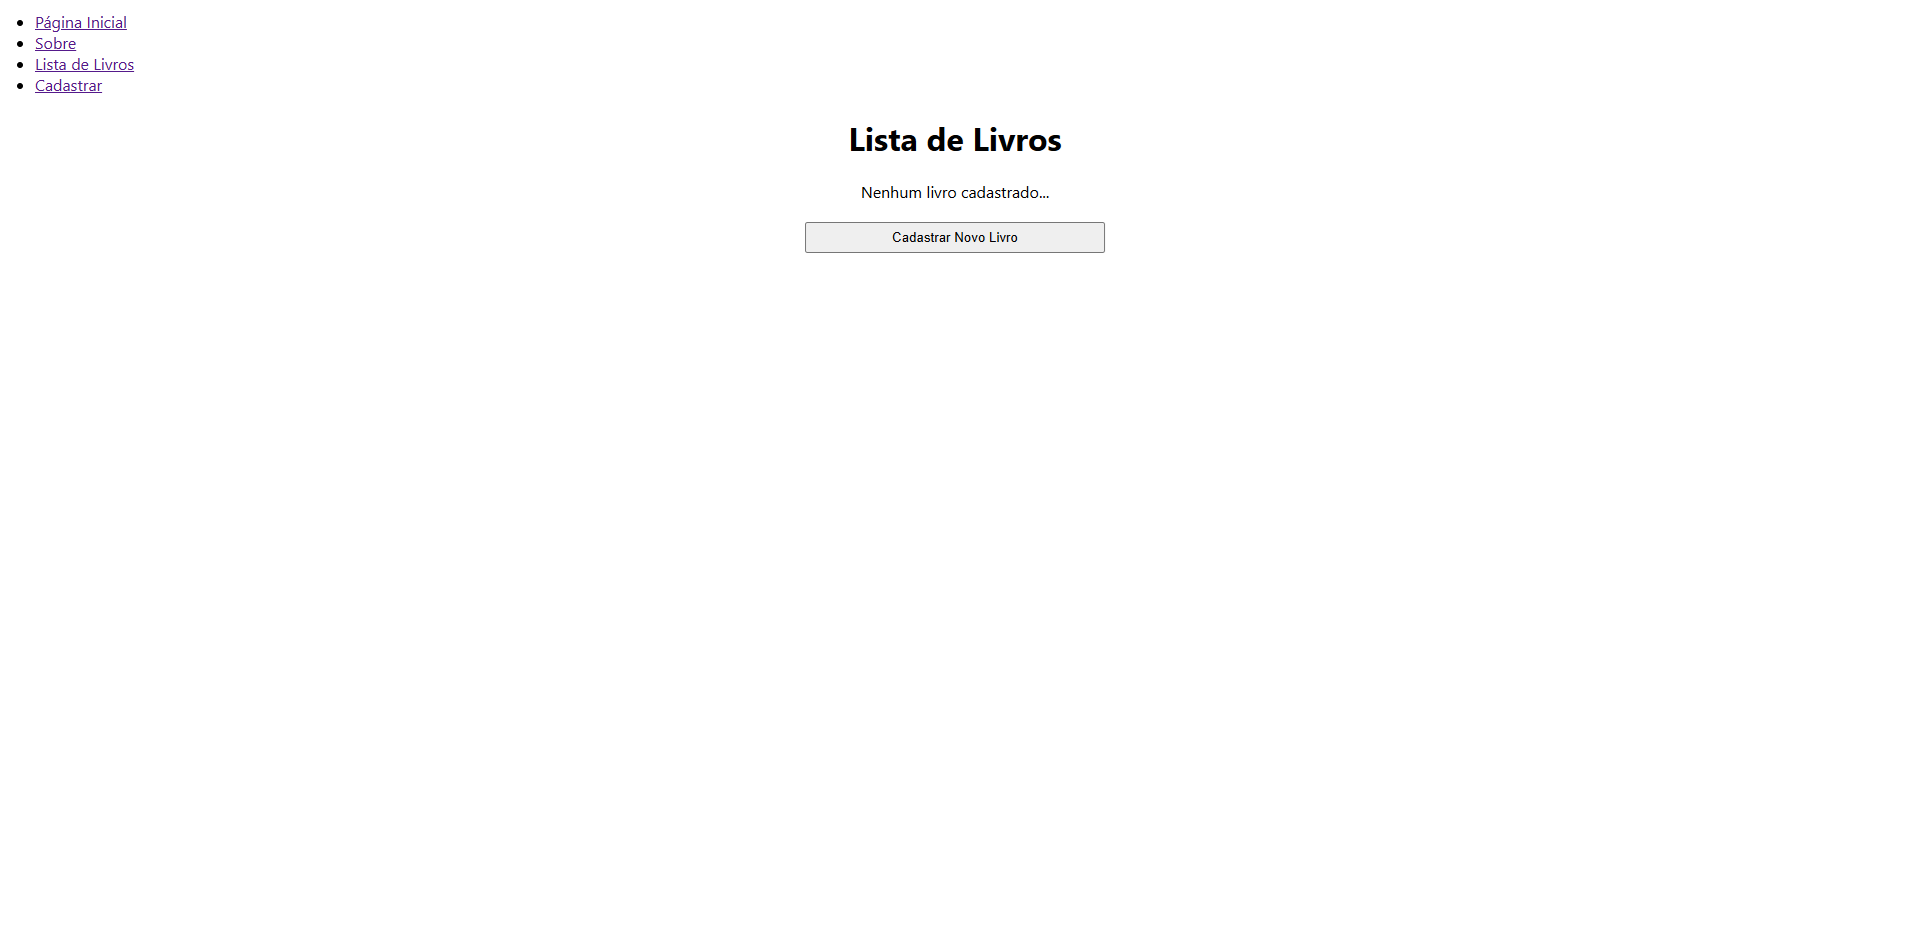 Página Inicial
Sobre
Lista de Livros
Cadastrar
Lista de Livros
Nenhum livro cadastrado...
Cadastrar Novo Livro